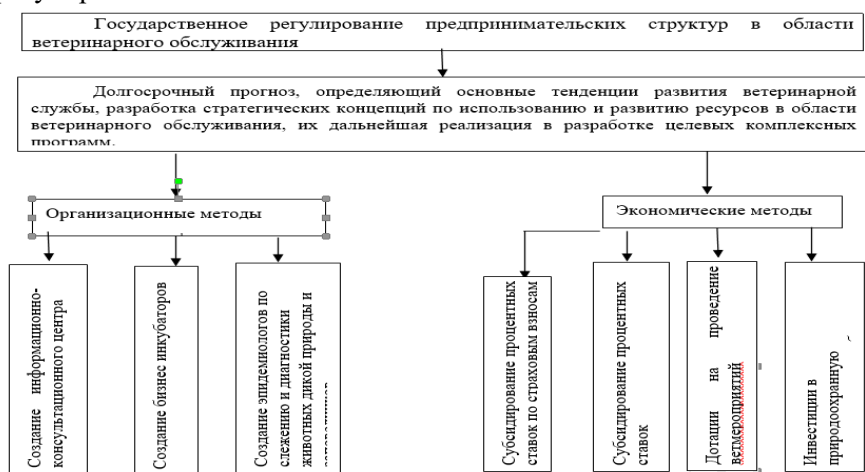 Государственное регулирование предпринимательских структур в области
ветеринарного обслуживания
Долгосрочный прогноз, определяющий основные тенденции развития ветеринарной
службы, разработка стратегических концепций по использованию и развитию ресурсов в области
ветеринарного обслуживания, их дальнейшая реализация в разработке целевых комплексных
программ.
Организационные методы
Экономические методы
Создание информационно-
консультационного центра
Создание бизнес инкубаторов
Создание эпидемиологов по
слежению и диагностики
животных дикой природы и
Субсидирование процентных
ставок по страховым взносам
Субсидирование процентных
ставок
Дотации на проведение
ветмероприятий
Инвестиции в
природоохранную